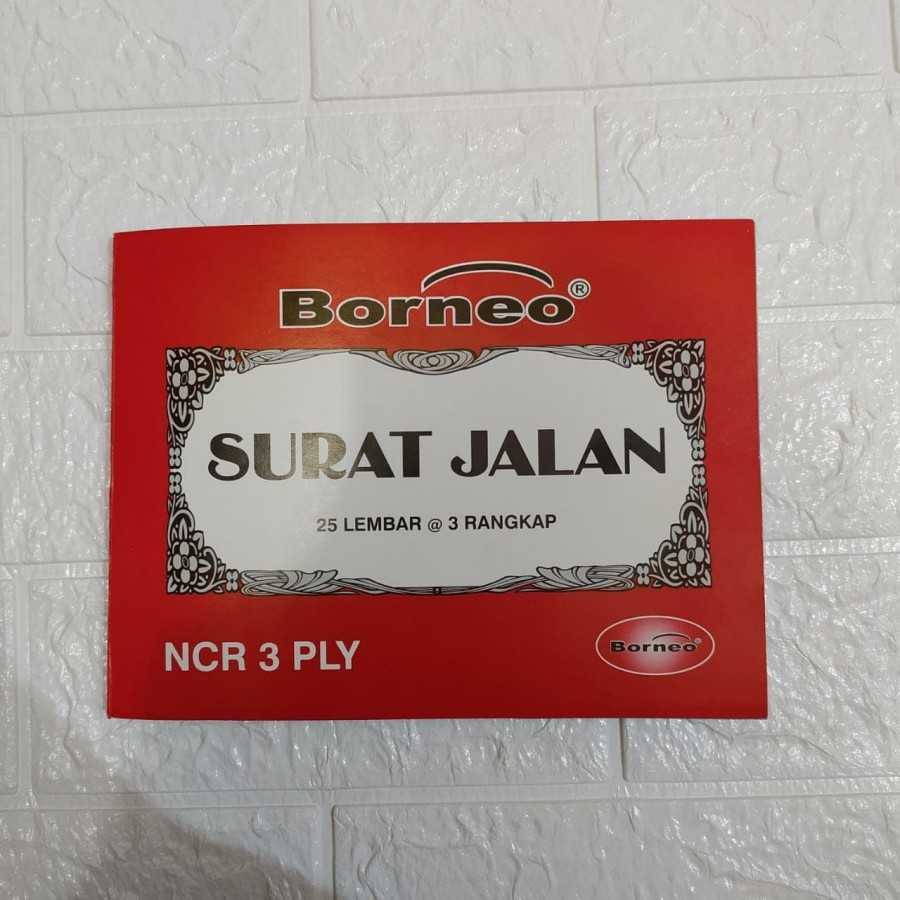 Borneo®
SURAT JALAN
25 LEMBAR @ 3 RANGKAP
NCR 3 PLY
Borneo®